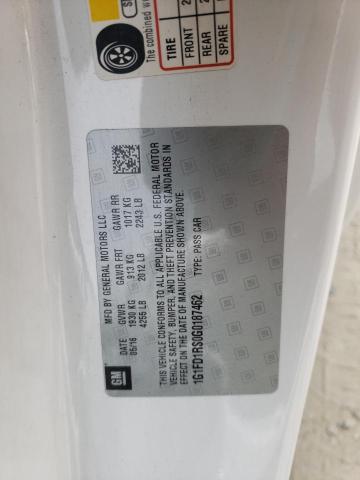 MFD BY GENERAL MOTORS LLC
DATE GVWR GAWR FRT GAWR RR
05/16 1930 KG 913 KG 1017 KG
4255 LB 2012 LB 2243 LB
THIS VEHICLE CONFORMS TO ALL APPLICABLE U.S. FEDERAL MOTOR
VEHICLE SAFETY, BUMPER, AND THEFT PREVENTION STANDARDS IN
EFFECT ON THE DATE OF MANUFACTURE SHOWN ABOVE.
1G1FD1RS0G0187462 TYPE: PASS CAR
GM
The combined w
TIRE
FRONT
REAR
SPARE